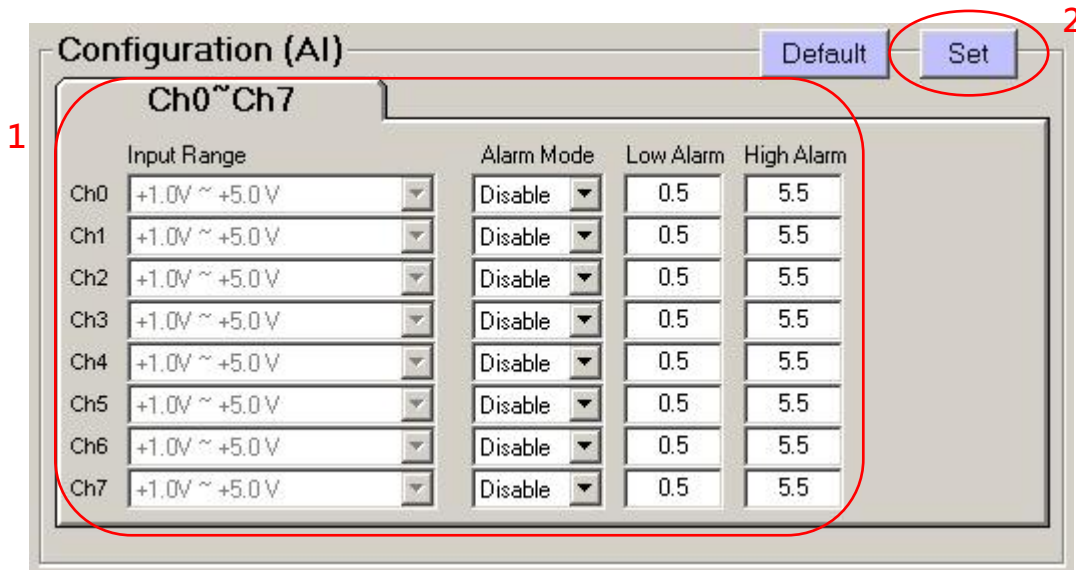 2
Configuration (AI) Default Set
Ch0~Ch7
1
Input Range Alarm Mode Low Alarm High Alarm
Ch0 +1.0V ~ +5.0 V Disable 0.5 5.5
Ch1 +1.0V ~ +5.0 V Disable 0.5 5.5
Ch2 +1.0V ~ +5.0 V Disable 0.5 5.5
Ch3 +1.0V ~ +5.0 V Disable 0.5 5.5
Ch4 +1.0V ~ +5.0 V Disable 0.5 5.5
Ch5 +1.0V ~ +5.0 V Disable 0.5 5.5
Ch6 +1.0V ~ +5.0 V Disable 0.5 5.5
Ch7 +1.0V ~ +5.0 V Disable 0.5 5.5